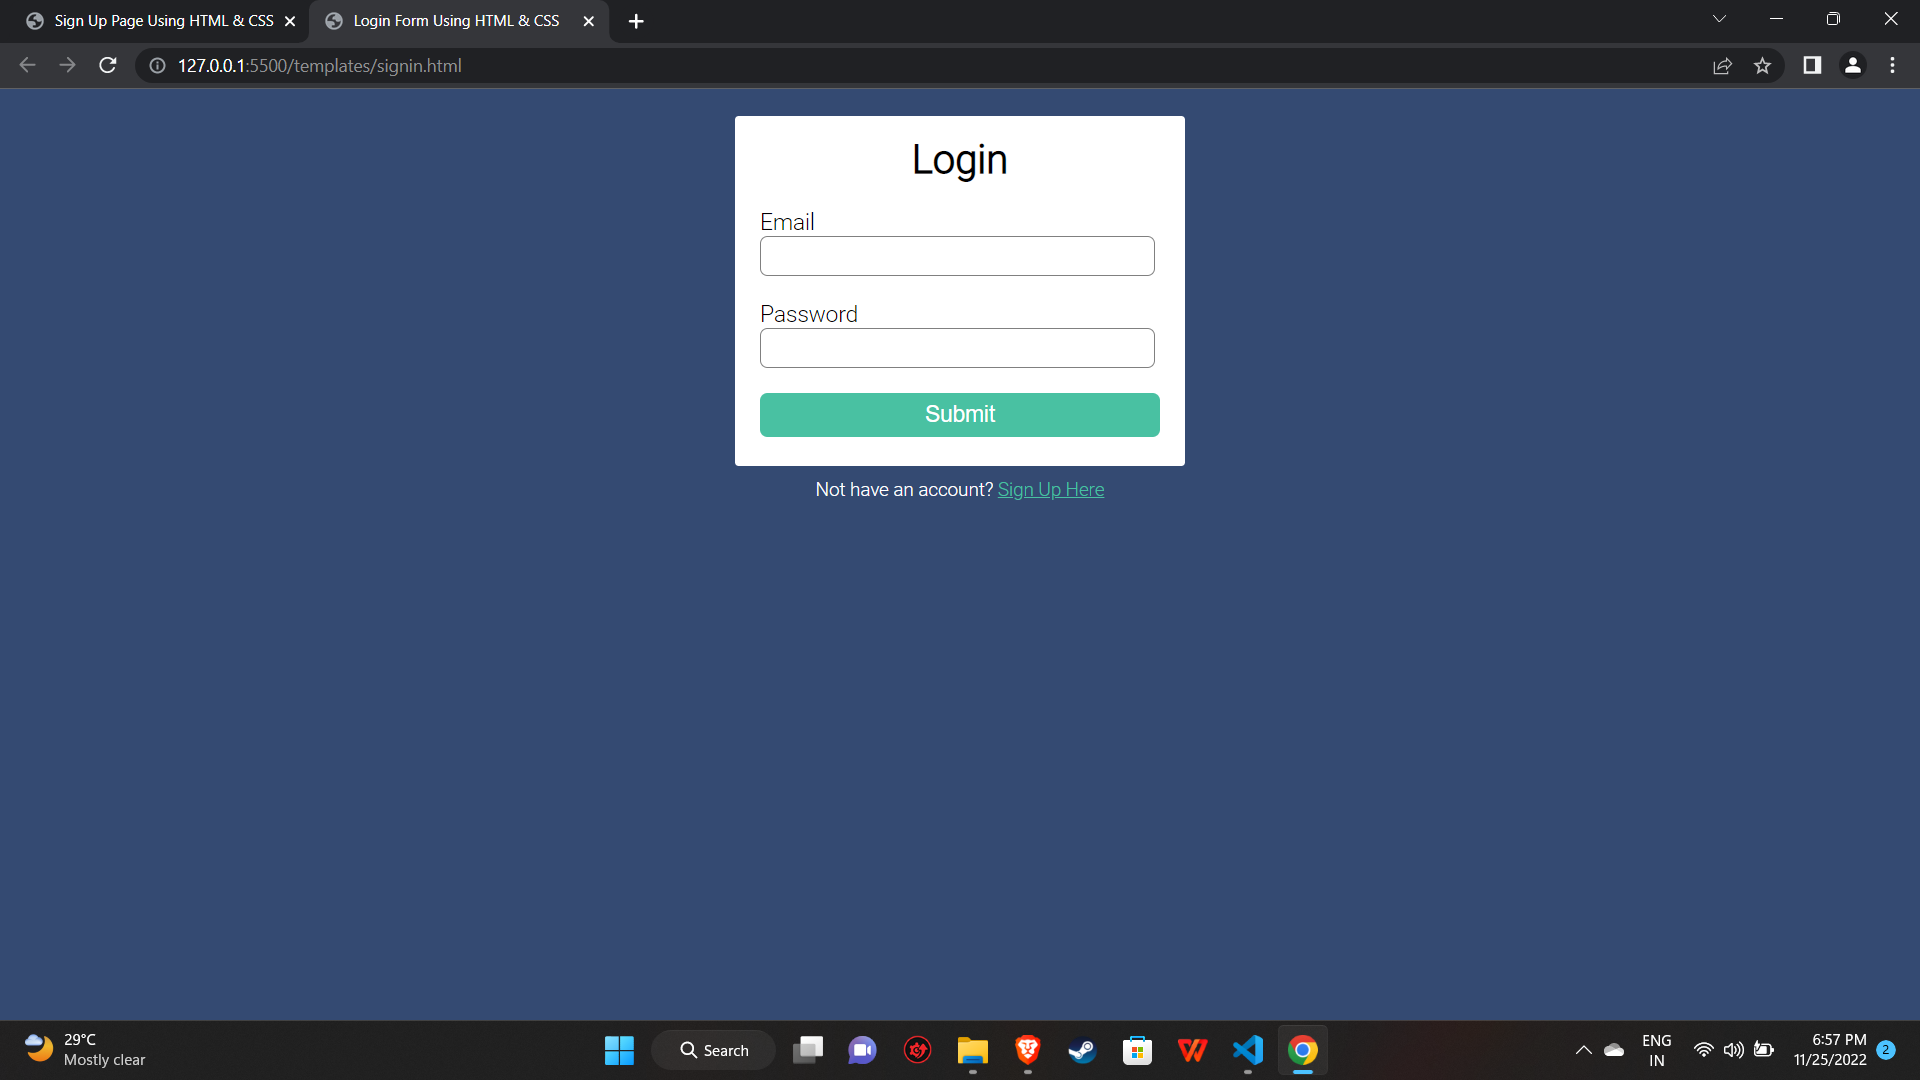 Sign Up Page Using HTML & CSS
Login Form Using HTML & CSS
127.0.0.1:5500/templates/signin.html
Login
Email
Password
Submit
Not have an account? Sign Up Here
29°C
Mostly clear
Search
ENG
IN
6:57 PM
11/25/2022
2